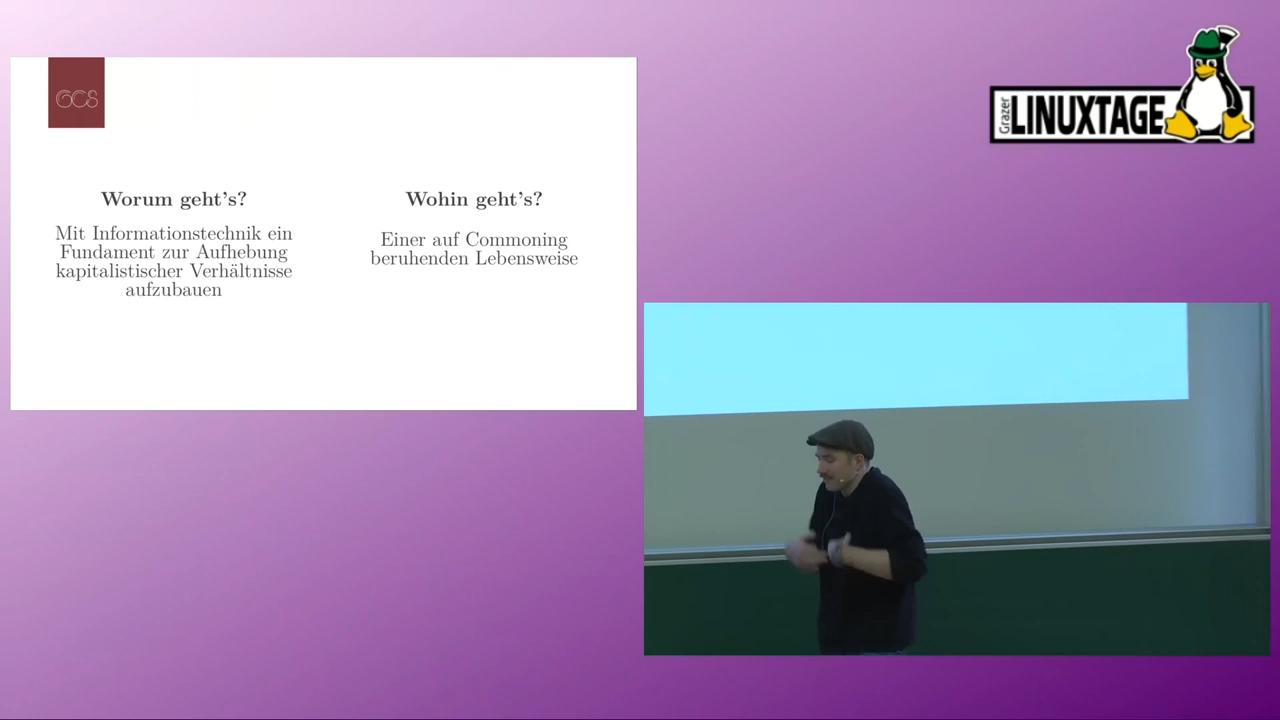 GCS
Worum geht's?
Mit Informationstechnik ein
Fundament zur Aufhebung
kapitalistischer Verhältnisse
aufzubauen
Wohin geht's?
Einer auf Commoning
beruhenden Lebensweise
Grazer
LINUXTAGE